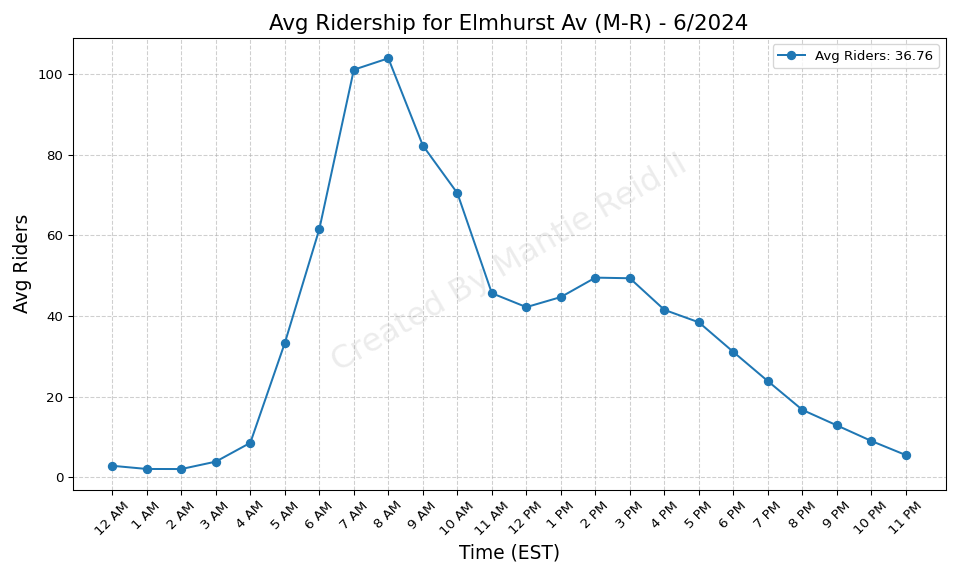 Avg Ridership for Elmhurst Av (M-R) - 6/2024
Avg Riders: 36.76
100
80
60
40
20
0
Avg Riders
Created By Mantie Reid II
12 AM
1 AM
2 AM
3 AM
4 AM
5 AM
6 AM
7 AM
8 AM
9 AM
10 AM
11 AM
12 PM
1 PM
2 PM
3 PM
4 PM
5 PM
6 PM
7 PM
8 PM
9 PM
10 PM
11 PM
Time (EST)